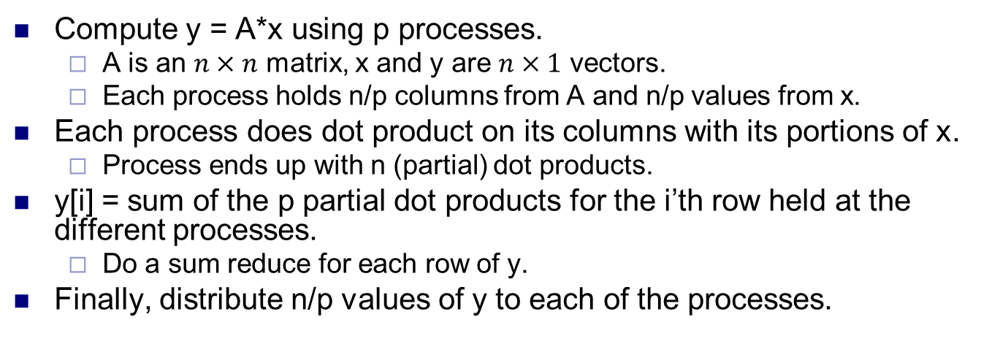 Compute y = A*x using p processes.
A is an n × n matrix, x and y are n × 1 vectors.
Each process holds n/p columns from A and n/p values from x.
Each process does dot product on its columns with its portions of x.
Process ends up with n (partial) dot products.
y[i] = sum of the p partial dot products for the i’th row held at the
different processes.
Do a sum reduce for each row of y.
Finally, distribute n/p values of y to each of the processes.